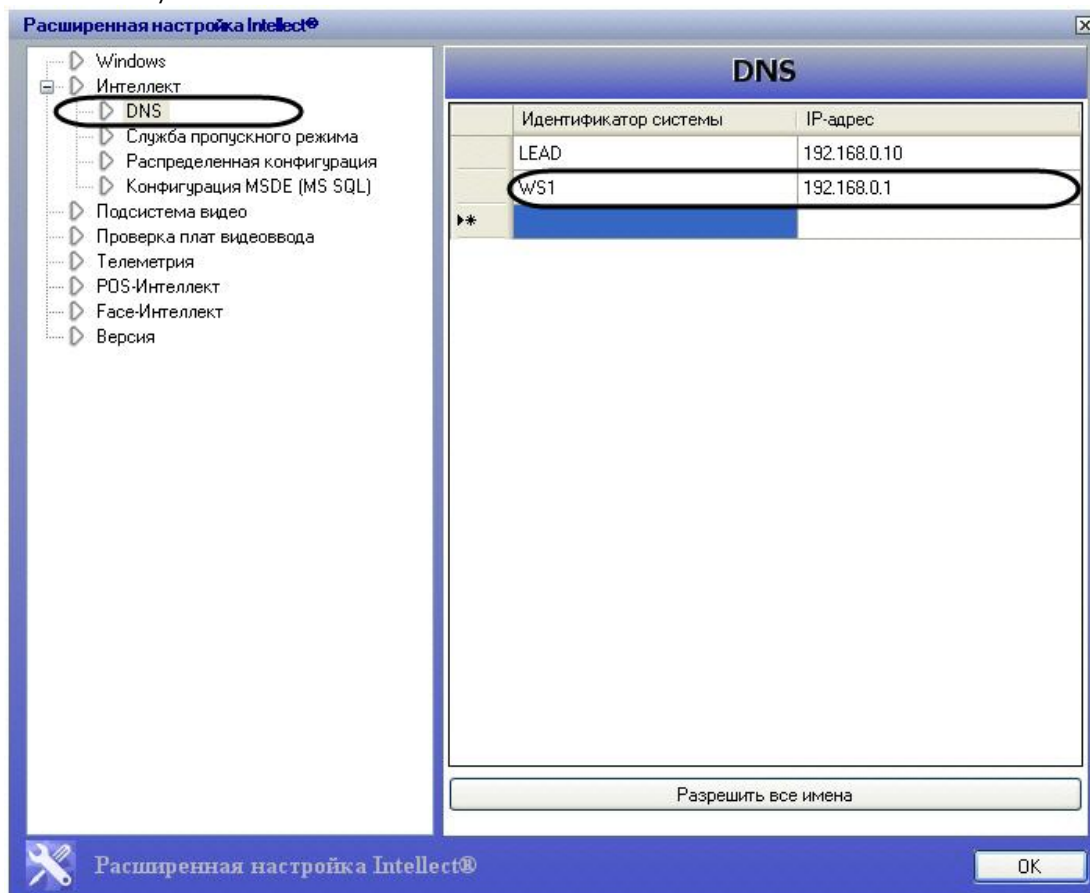 Расширенная настройка Intellect®
Windows
Интеллект
DNS
Служба пропускного режима
Распределенная конфигурация
Конфигурация MSDE (MS SQL)
Подсистема видео
Проверка плат видеоввода
Телеметрия
POS-Интеллект
Face-Интеллект
Версия
DNS
Идентификатор системы IP-адрес
LEAD 192.168.0.10
WS1 192.168.0.1
Разрешить все имена
Расширенная настройка Intellect®
OK